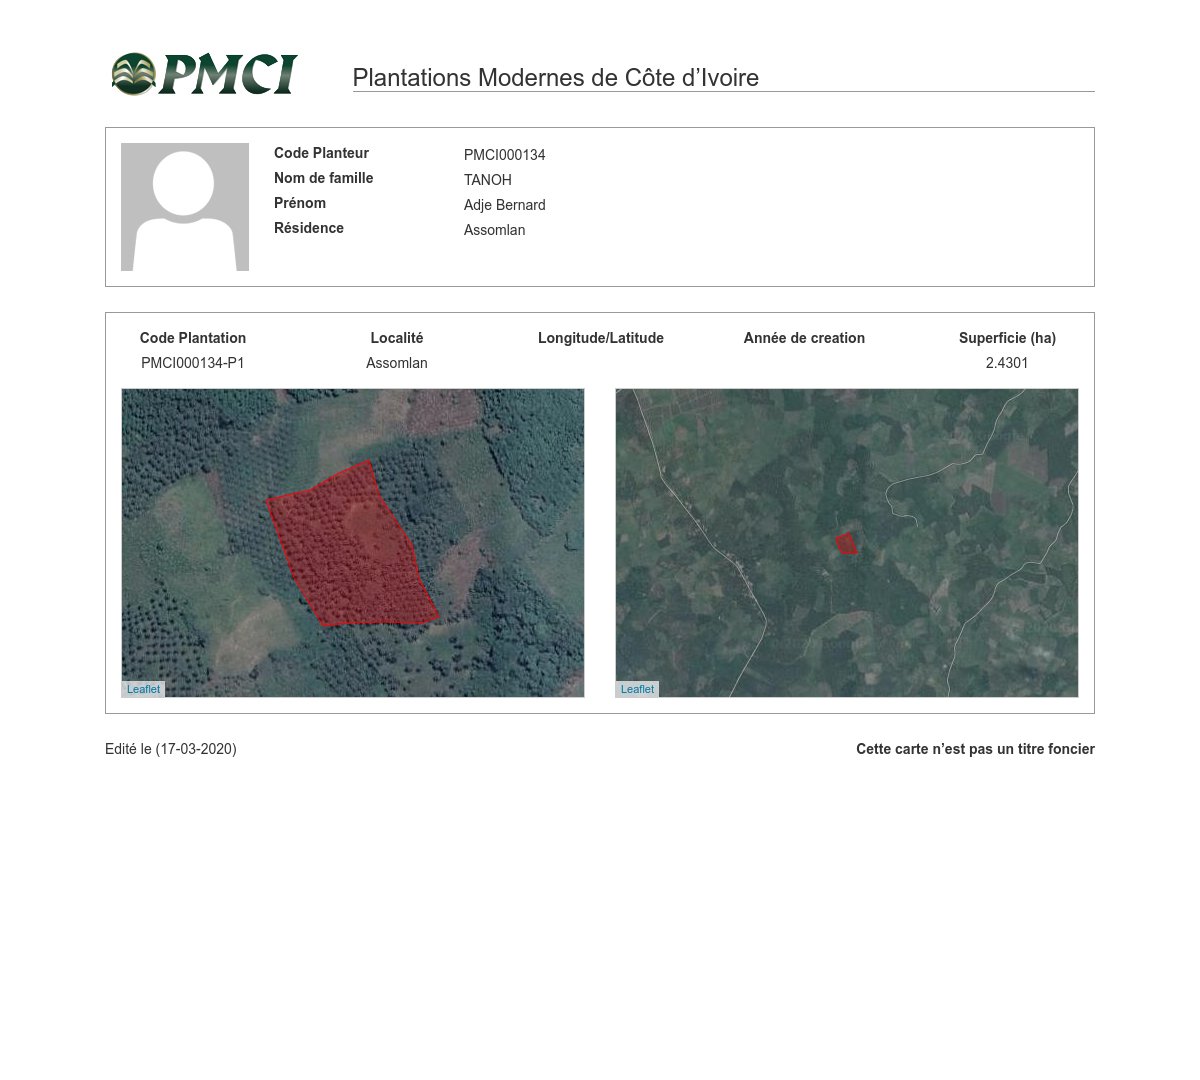 PMCI
Plantations Modernes de Côte d’Ivoire
Code Planteur PMCI000134
Nom de famille TANOH
Prénom Adje Bernard
Résidence Assomlan
Code Plantation Localité Longitude/Latitude Année de creation Superficie (ha)
PMCI000134-P1 Assomlan 2.4301
Leaflet Leaflet
Edité le (17-03-2020) Cette carte n’est pas un titre foncier